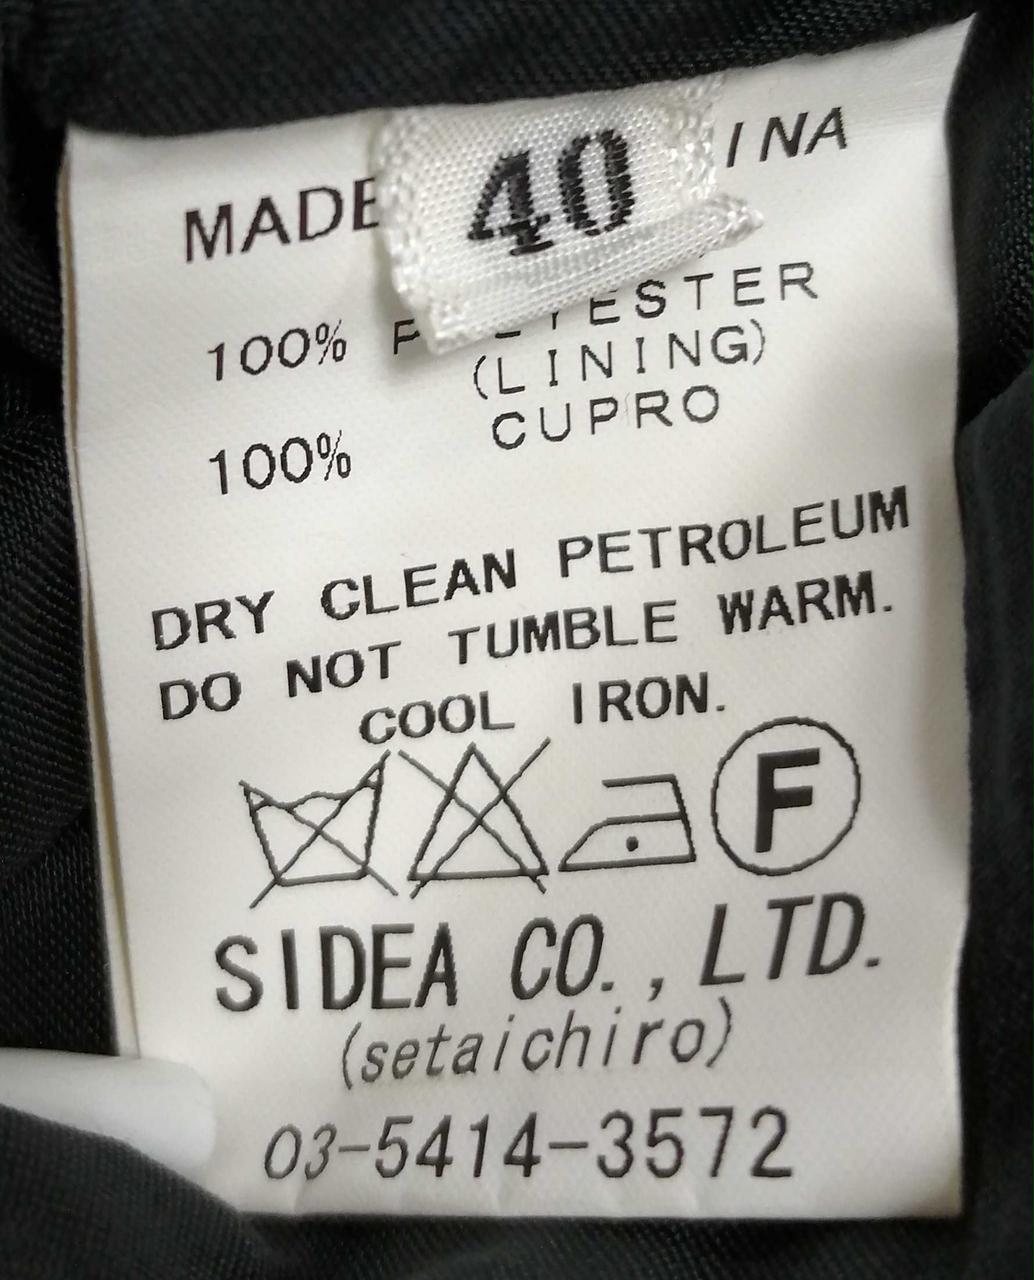 40
MADE INA
100% P YESTER
(LINING)
100% CUPRO
DRY CLEAN PETROLEUM
DO NOT TUMBLE WARM.
COOL IRON.
F
SIDEA CO.,LTD.
(setaichiro)
03-5414-3572